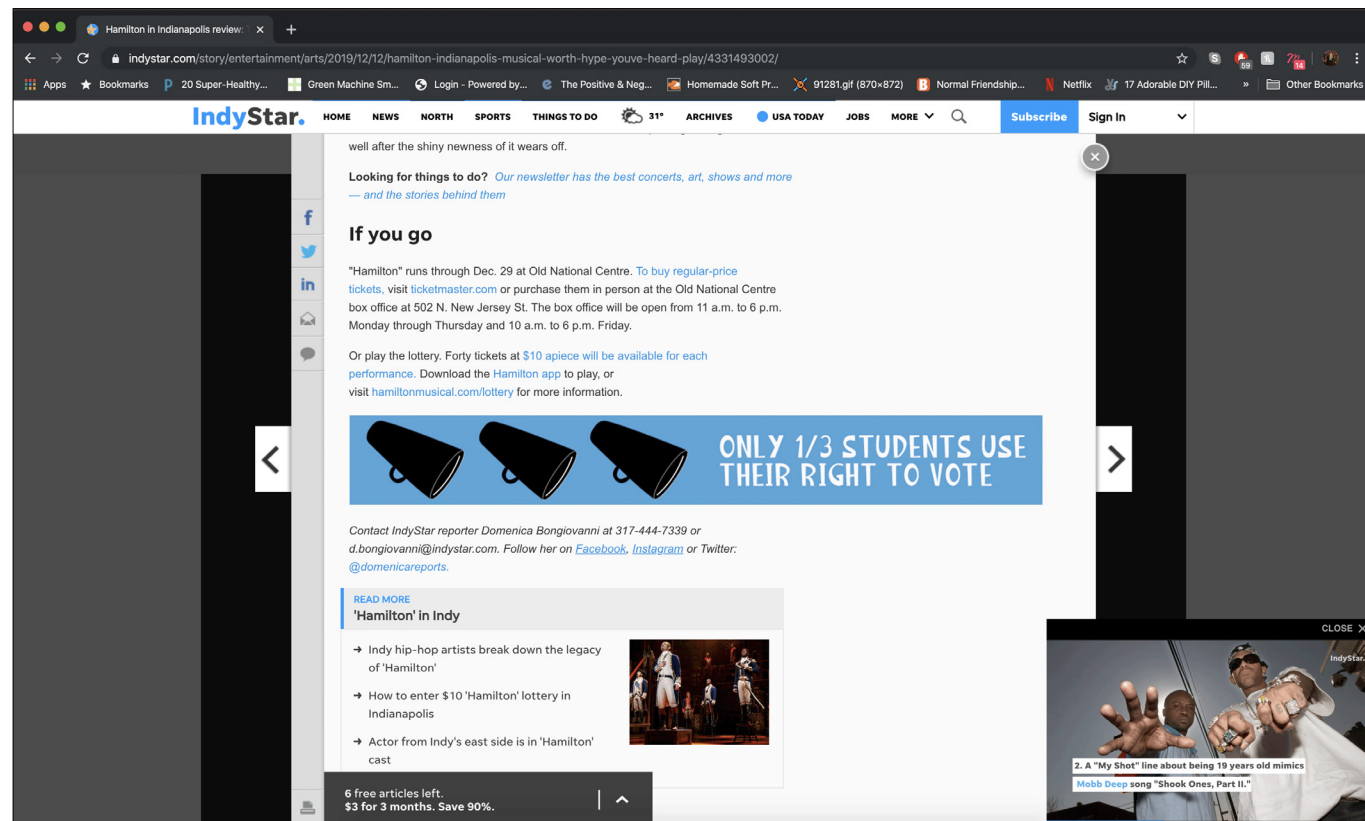 Hamilton in Indianapolis review:
indystar.com/story/entertainment/arts/2019/12/12/hamilton-indianapolis-musical-worth-hype-youve-heard-play/4331493002/
59
14
Apps Bookmarks 20 Super-Healthy... Green Machine Sm... Login - Powered by... The Positive & Neg... Homemade Soft Pr... 91281.gif (870×872) Normal Friendship... Netflix 17 Adorable DIY Pill... » Other Bookmarks
IndyStar. HOME NEWS NORTH SPORTS THINGS TO DO 31° ARCHIVES USA TODAY JOBS MORE Subscribe Sign In
well after the shiny newness of it wears off.
Looking for things to do? Our newsletter has the best concerts, art, shows and more
— and the stories behind them
If you go
"Hamilton" runs through Dec. 29 at Old National Centre. To buy regular-price
tickets, visit ticketmaster.com or purchase them in person at the Old National Centre
box office at 502 N. New Jersey St. The box office will be open from 11 a.m. to 6 p.m.
Monday through Thursday and 10 a.m. to 6 p.m. Friday.
Or play the lottery. Forty tickets at $10 apiece will be available for each
performance. Download the Hamilton app to play, or
visit hamiltonmusical.com/lottery for more information.
ONLY 1/3 STUDENTS USE
THEIR RIGHT TO VOTE
Contact IndyStar reporter Domenica Bongiovanni at 317-444-7339 or
d.bongiovanni@indystar.com. Follow her on Facebook, Instagram or Twitter:
@domenicareports.
READ MORE
'Hamilton' in Indy
Indy hip-hop artists break down the legacy
of 'Hamilton'
How to enter $10 'Hamilton' lottery in
Indianapolis
Actor from Indy's east side is in 'Hamilton'
cast
6 free articles left.
$3 for 3 months. Save 90%.
CLOSE X
IndyStar.
2. A "My Shot" line about being 19 years old mimics
Mobb Deep song "Shook Ones, Part II."